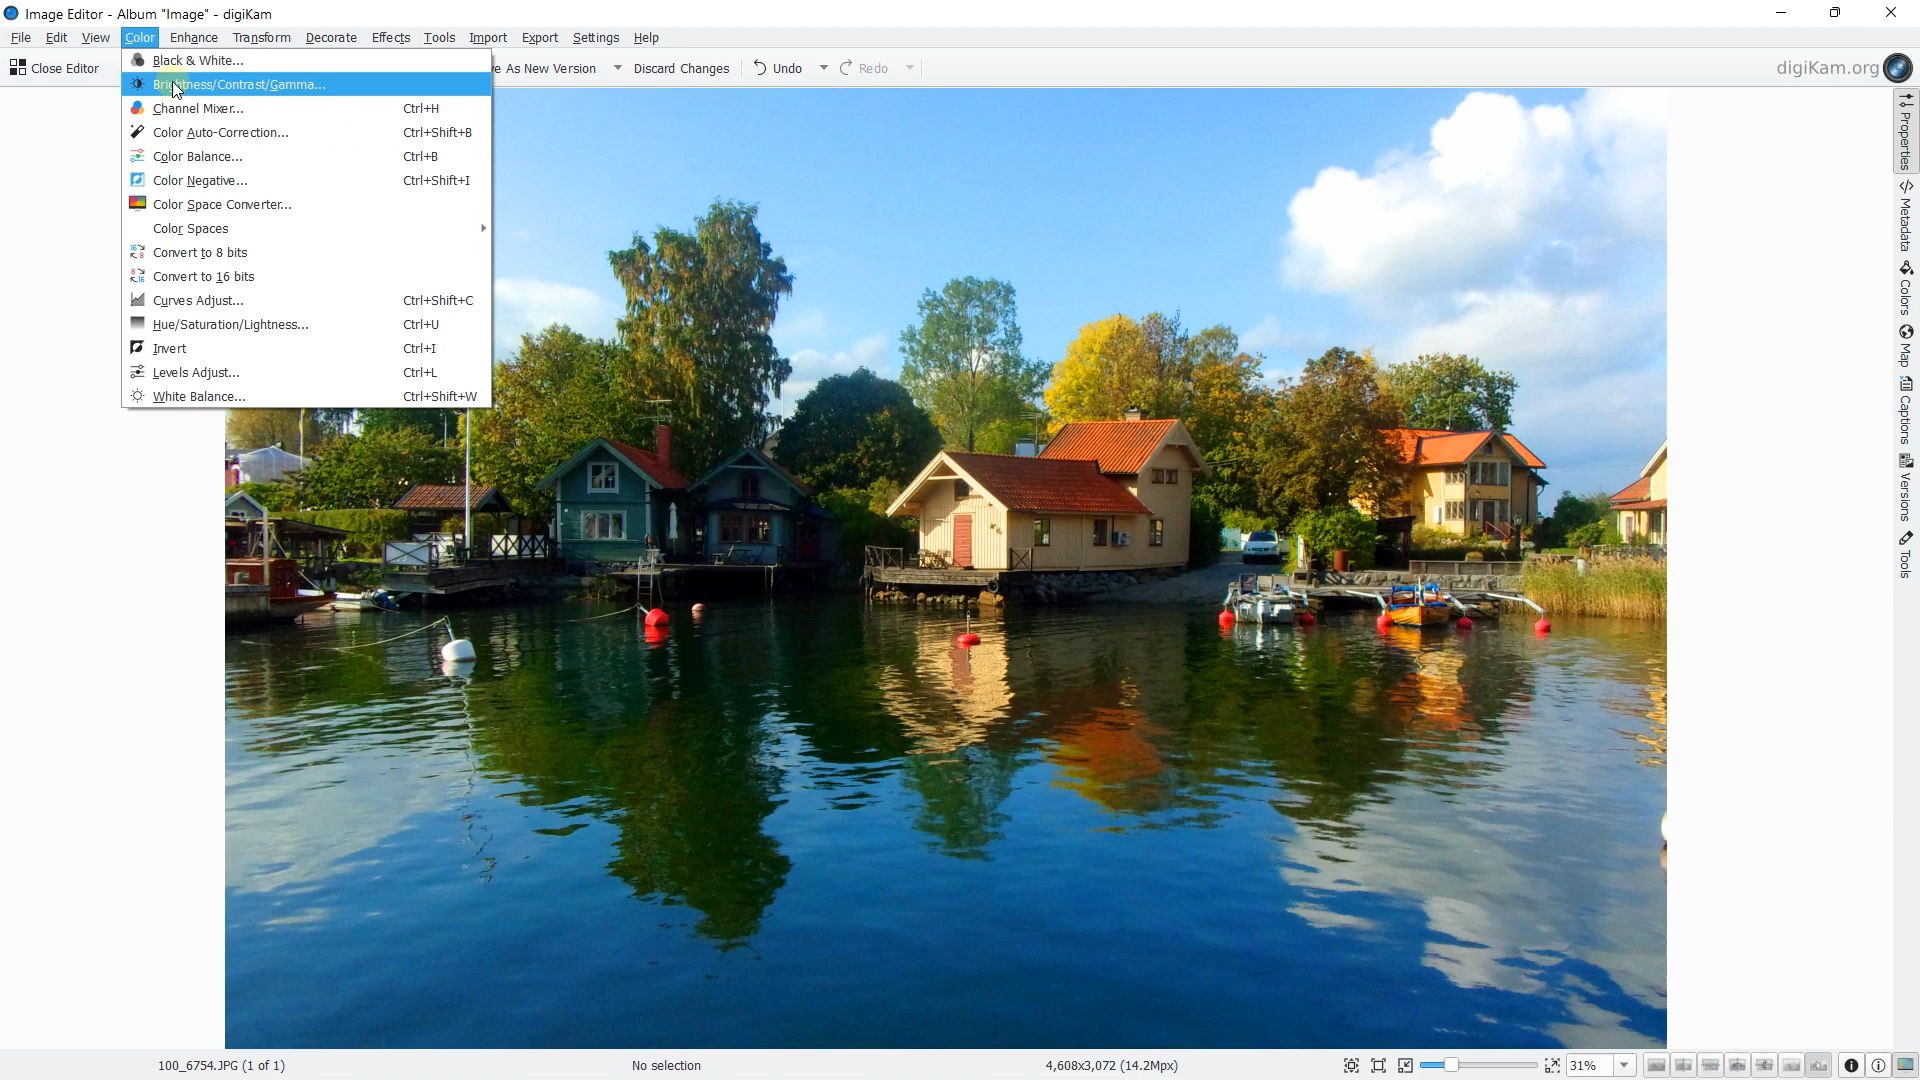 Image Editor - Album "Image" - digiKam
File Edit View Color Enhance Transform Decorate Effects Tools Import Export Settings Help
Close Editor As New Version Discard Changes Undo Redo digiKam.org
Black & White...
Brightness/Contrast/Gamma...
Channel Mixer... Ctrl+H
Color Auto-Correction... Ctrl+Shift+B
Color Balance... Ctrl+B
Color Negative... Ctrl+Shift+I
Color Space Converter...
Color Spaces
Convert to 8 bits
Convert to 16 bits
Curves Adjust... Ctrl+Shift+C
Hue/Saturation/Lightness... Ctrl+U
Invert Ctrl+I
Levels Adjust... Ctrl+L
White Balance... Ctrl+Shift+W
Properties
Metadata
Colors
Map
Captions
Versions
Tools
100_6754.JPG (1 of 1) No selection 4,608x3,072 (14.2Mpx) 31%